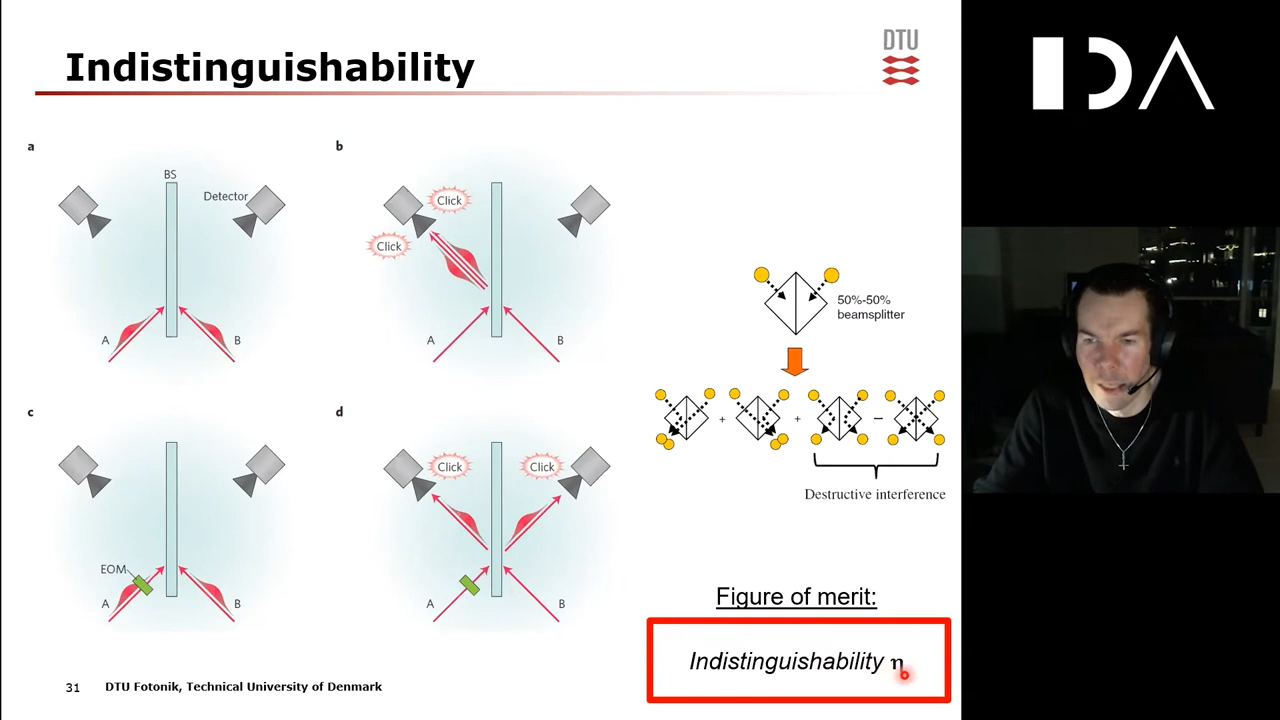 Indistinguishability
DTU
IDA
a
BS
Detector
A
B
b
Click
Click
A
B
50%-50%
beamsplitter
+
+
−
Destructive interference
c
EOM
A
B
d
Click
Click
A
B
Figure of merit:
Indistinguishability η
31
DTU Fotonik, Technical University of Denmark